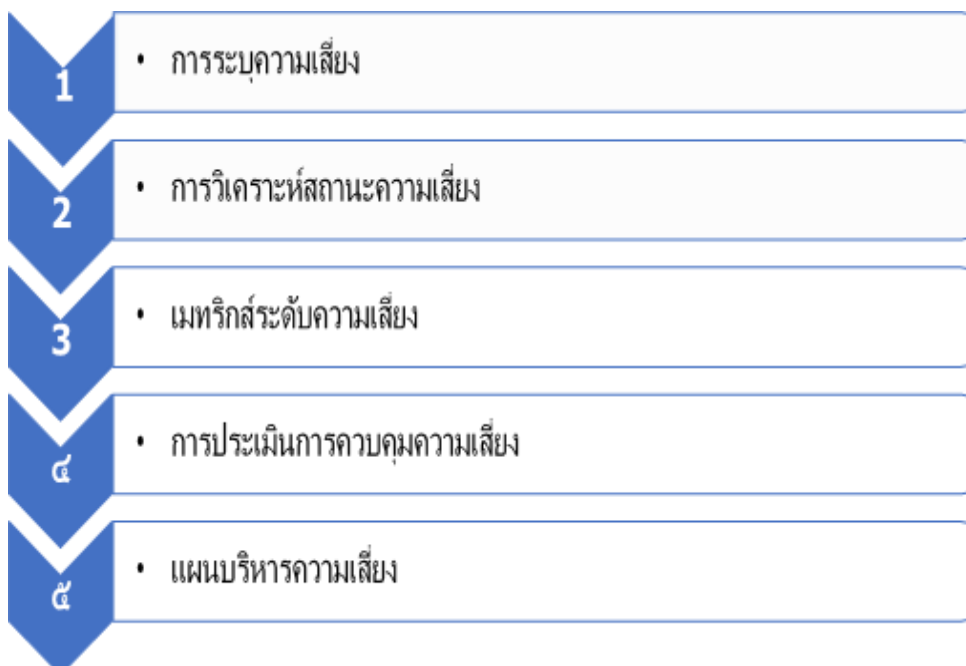 1
• การระบุความเสี่ยง
2
• การวิเคราะห์สถานะความเสี่ยง
3
• เมทริกส์ระดับความเสี่ยง
๔
• การประเมินการควบคุมความเสี่ยง
๕
• แผนบริหารความเสี่ยง